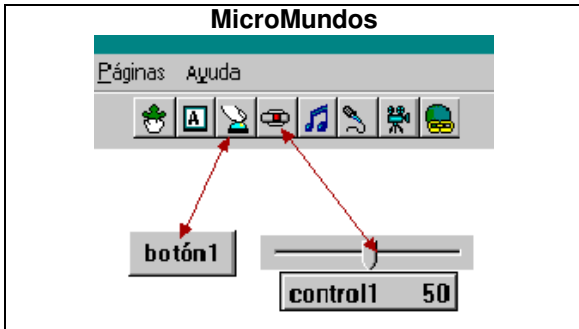 MicroMundos
Páginas Ayuda
A
botón1
control1 50